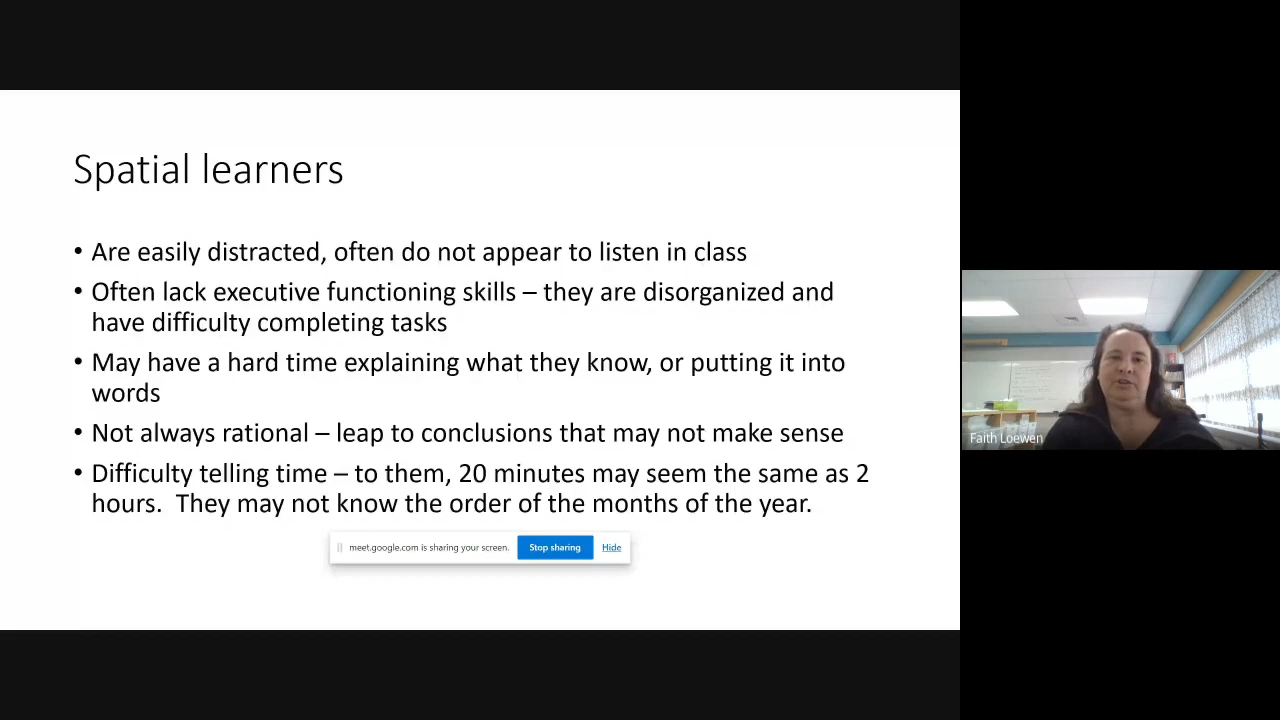 Spatial learners
• Are easily distracted, often do not appear to listen in class
• Often lack executive functioning skills – they are disorganized and
have difficulty completing tasks
• May have a hard time explaining what they know, or putting it into
words
• Not always rational – leap to conclusions that may not make sense
• Difficulty telling time – to them, 20 minutes may seem the same as 2
hours.  They may not know the order of the months of the year.
meet.google.com is sharing your screen. Stop sharing Hide
Faith Loewen